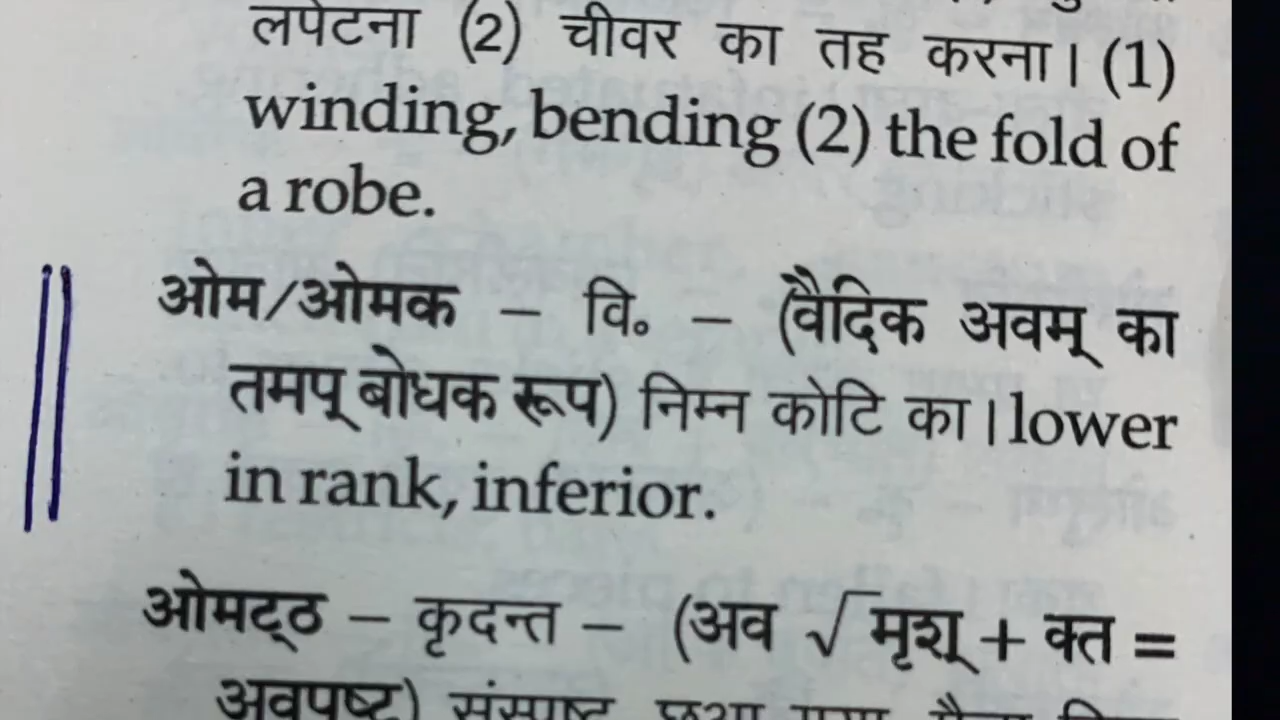 लपेटना (2) चीवर का तह करना। (1)
winding, bending (2) the fold of
a robe.
ओम/ओमक – वि॰ – (वैदिक अवम् का
तमप् बोधक रूप) निम्न कोटि का। lower
in rank, inferior.
ओमट्ठ – कृदन्त – (अव √मृश् + क्त =